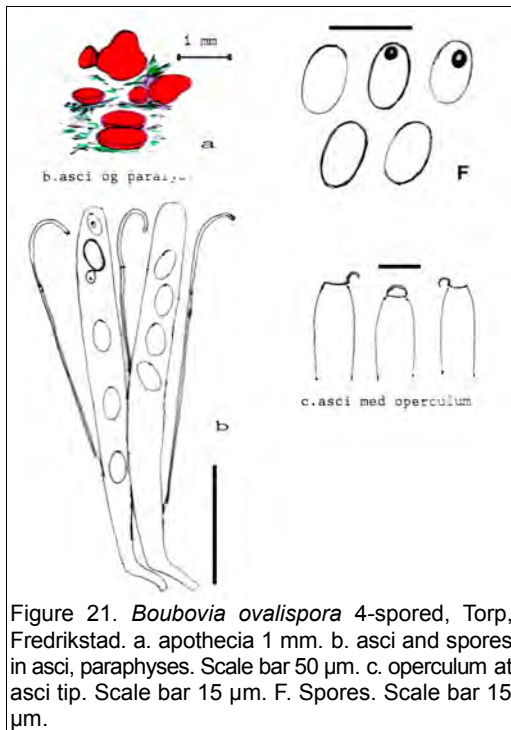 1 mm
a
b.asci og
F
b
c.asci med operculum
Figure 21. Boubovia ovalispora 4-spored, Torp,
Fredrikstad. a. apothecia 1 mm. b. asci and spores
in asci, paraphyses. Scale bar 50 µm. c. operculum at
asci tip. Scale bar 15 µm. F. Spores. Scale bar 15
µm.